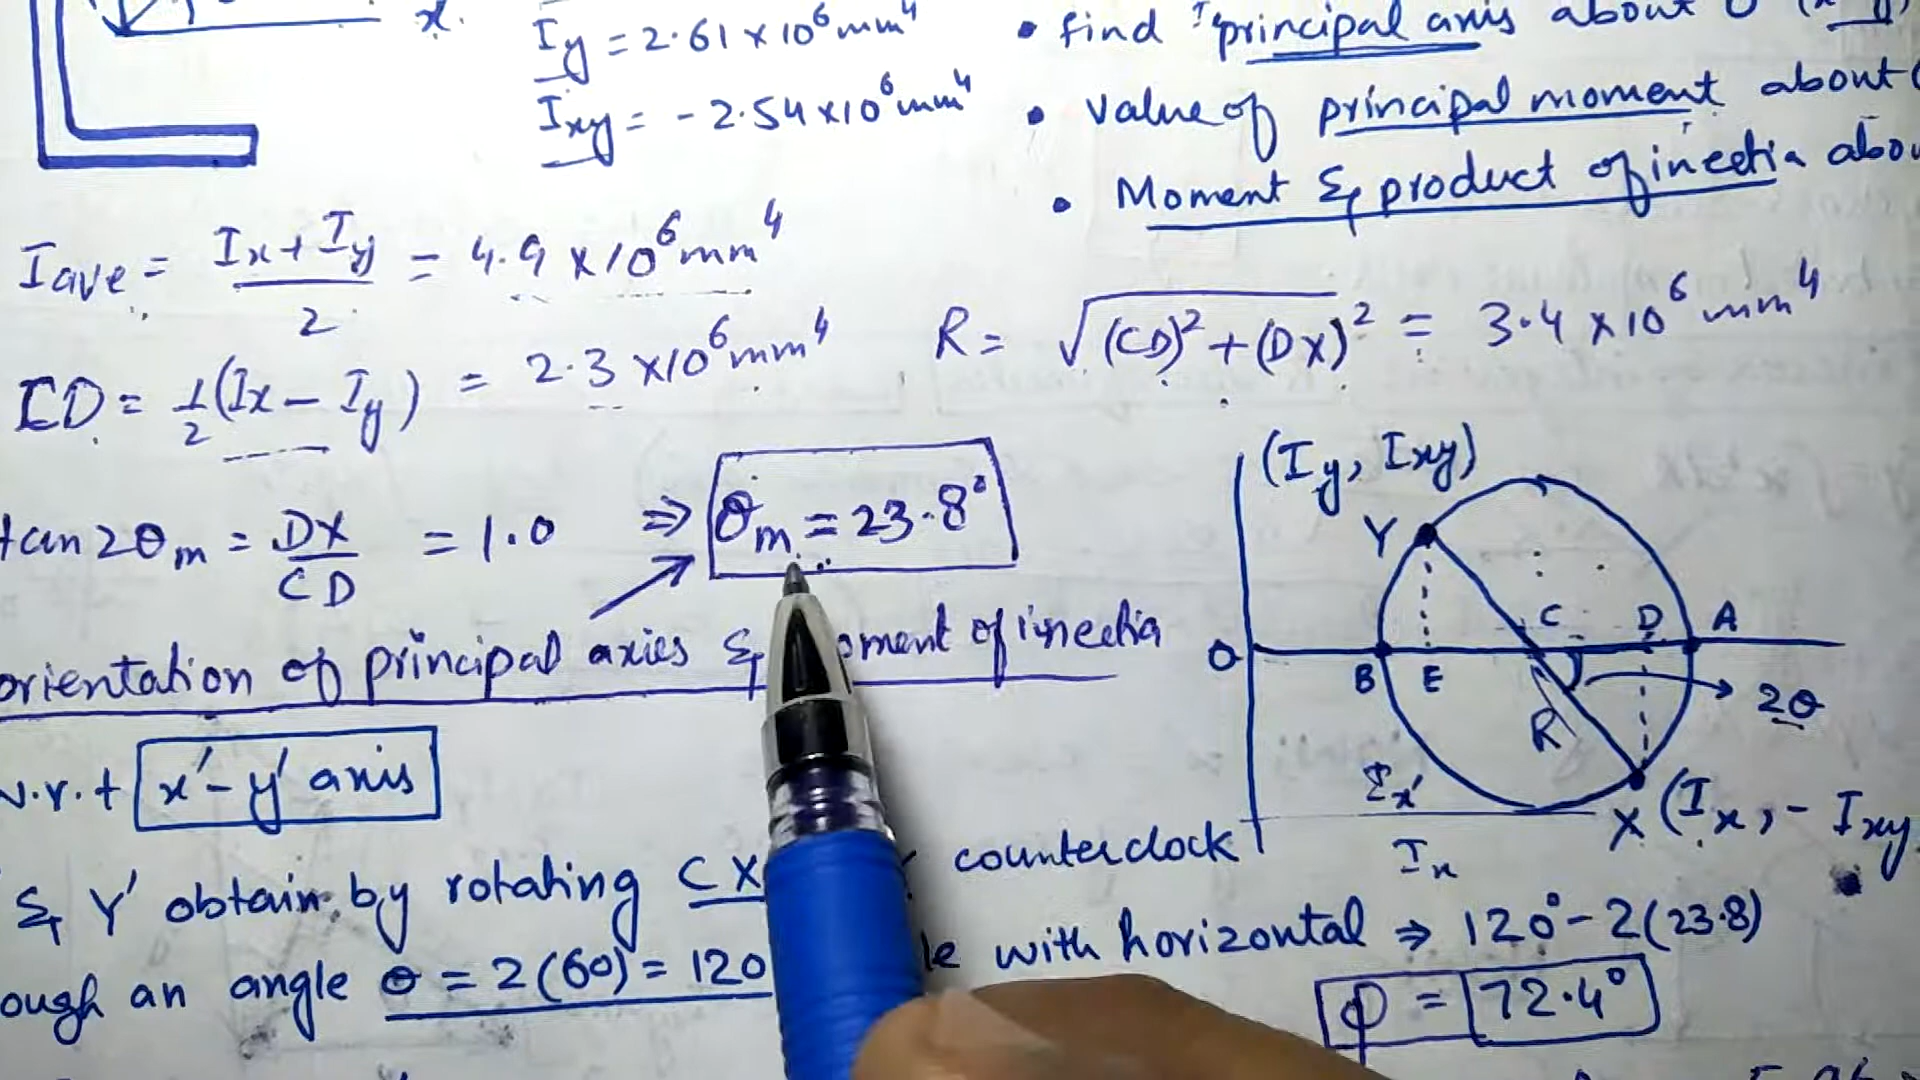 x.
Iy = 2.61 x 10⁶ mm⁴
Ixy = - 2.54 x 10⁶ mm⁴
• find principal axis about O
• value of principal moment about
• Moment & product of inertia
Iave = Ix + Iy / 2 = 4.9 x 10⁶ mm⁴
CD = 1/2 (Ix - Iy) = 2.3 x 10⁶ mm⁴
R = √(CD)² + (DX)² = 3.4 x 10⁶ mm⁴
tan 2θm = DX / CD = 1.0 ⇒ θm = 23.8°
orientation of principal axies & moment of inertia
w.r.t x' - y' axis
& Y' obtain by rotating CX counterclock
ough an angle θ = 2(60) = 120
with horizontal ⇒ 120° - 2(23.8)
φ = 72.4°
(Iy, Ixy)
Y
C D A
O B E
2θ
R
Ix'
X (Ix, - Ixy
Ix